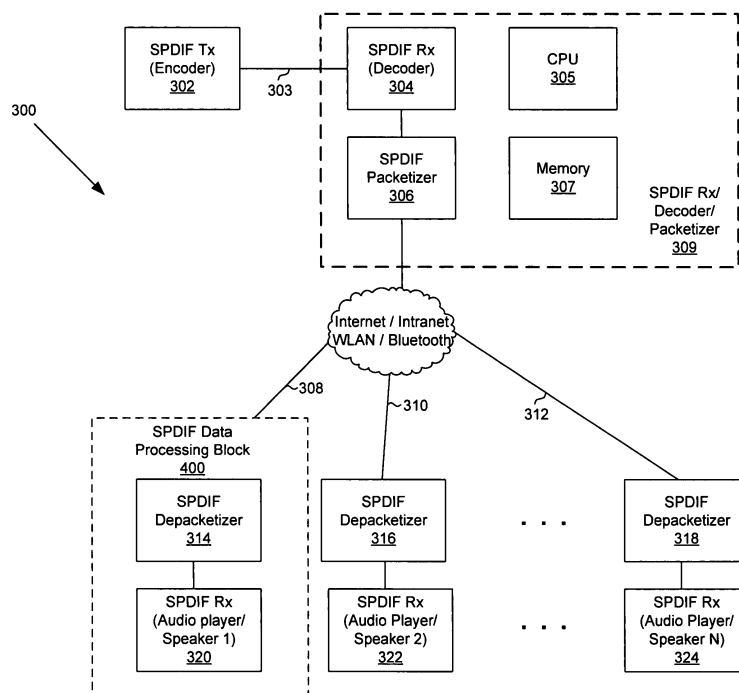 SPDIF Tx
(Encoder)
302
303
SPDIF Rx
(Decoder)
304
CPU
305
300
SPDIF
Packetizer
306
Memory
307
SPDIF Rx/
Decoder/
Packetizer
309
Internet / Intranet
WLAN / Bluetooth
308
310
312
SPDIF Data
Processing Block
400
SPDIF
Depacketizer
314
SPDIF
Depacketizer
316
. . .
SPDIF
Depacketizer
318
SPDIF Rx
(Audio player/
Speaker 1)
320
SPDIF Rx
(Audio Player/
Speaker 2)
322
. . .
SPDIF Rx
(Audio Player/
Speaker N)
324